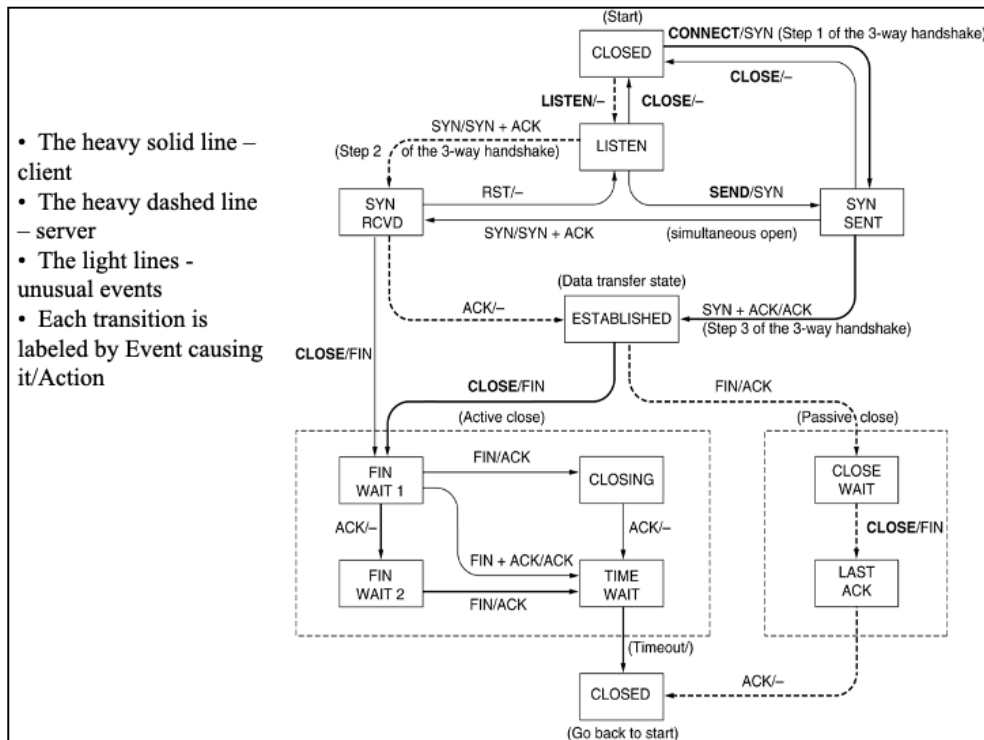 • The heavy solid line –
client
• The heavy dashed line
– server
• The light lines -
unusual events
• Each transition is
labeled by Event causing
it/Action
(Start)
CLOSED
CONNECT/SYN (Step 1 of the 3-way handshake)
CLOSE/–
LISTEN/–
CLOSE/–
SYN/SYN + ACK
(Step 2 of the 3-way handshake)
LISTEN
SYN
RCVD
RST/–
SEND/SYN
SYN
SENT
SYN/SYN + ACK
(simultaneous open)
(Data transfer state)
ACK/–
ESTABLISHED
SYN + ACK/ACK
(Step 3 of the 3-way handshake)
CLOSE/FIN
CLOSE/FIN
FIN/ACK
(Active close)
(Passive close)
FIN
WAIT 1
FIN/ACK
CLOSING
CLOSE
WAIT
ACK/–
ACK/–
CLOSE/FIN
FIN + ACK/ACK
FIN
WAIT 2
FIN/ACK
TIME
WAIT
LAST
ACK
(Timeout/)
CLOSED
ACK/–
(Go back to start)